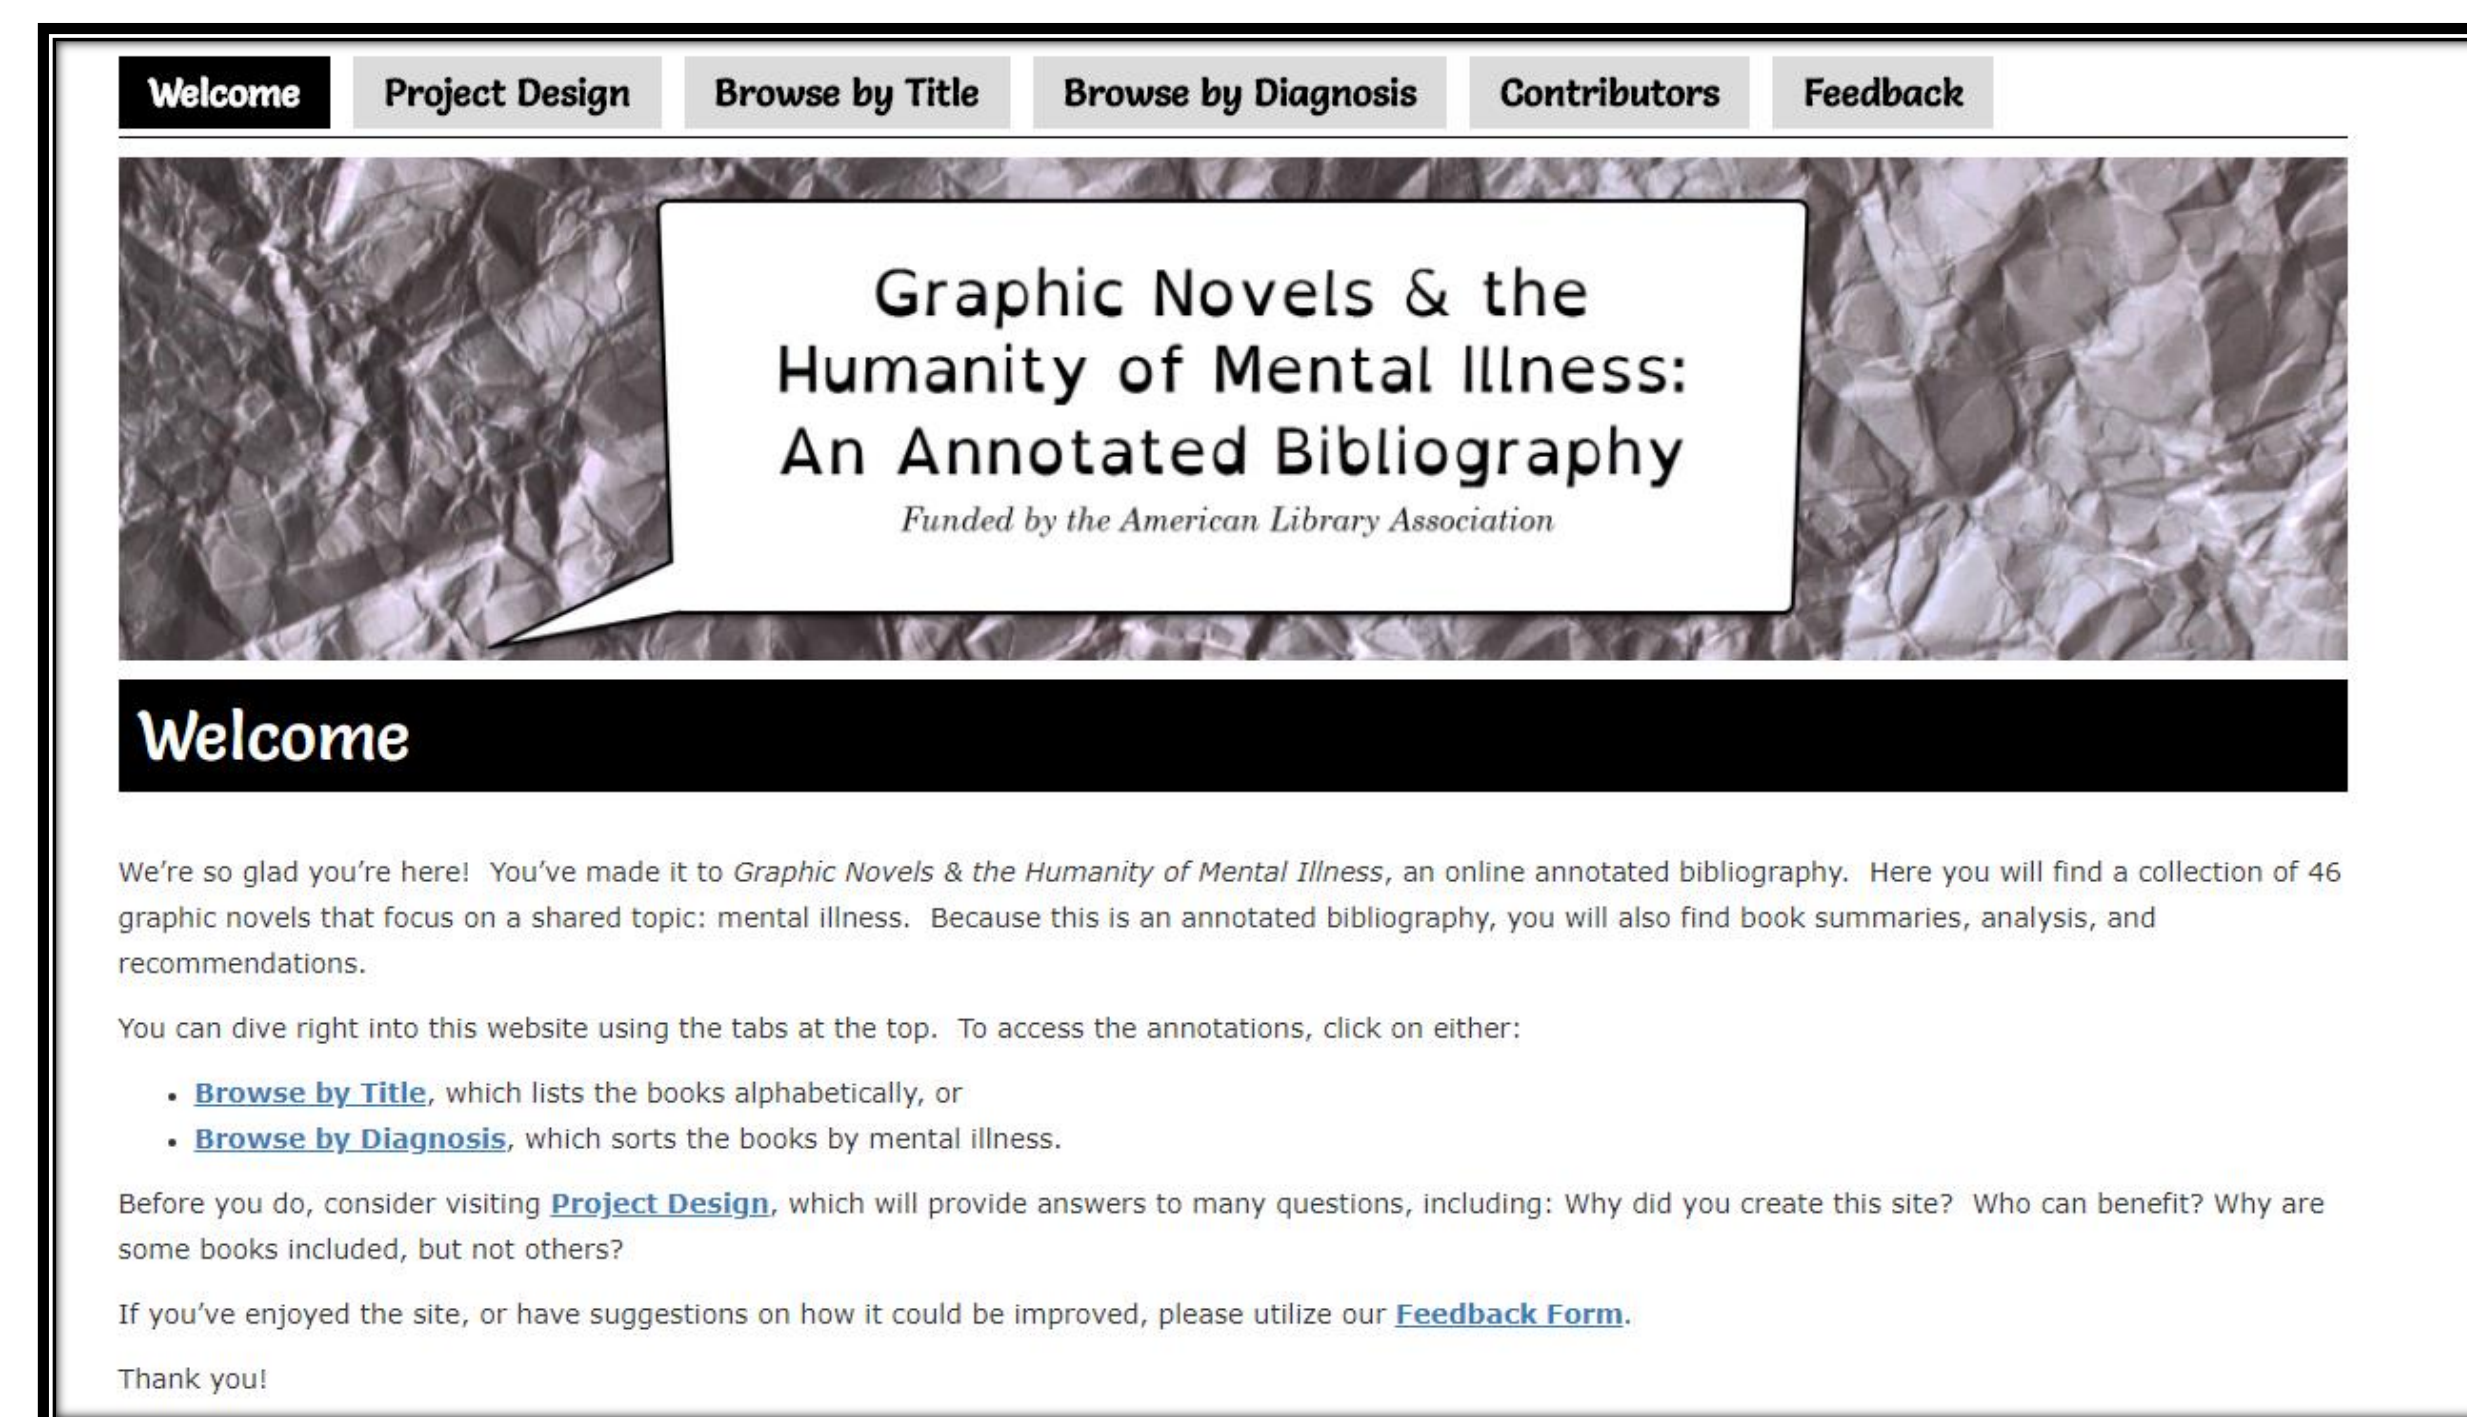 Welcome Project Design Browse by Title Browse by Diagnosis Contributors Feedback
Graphic Novels & the
Humanity of Mental Illness:
An Annotated Bibliography
Funded by the American Library Association
Welcome
We’re so glad you’re here!  You’ve made it to Graphic Novels & the Humanity of Mental Illness, an online annotated bibliography.  Here you will find a collection of 46
graphic novels that focus on a shared topic: mental illness.  Because this is an annotated bibliography, you will also find book summaries, analysis, and
recommendations.
You can dive right into this website using the tabs at the top.  To access the annotations, click on either:
• Browse by Title, which lists the books alphabetically, or
• Browse by Diagnosis, which sorts the books by mental illness.
Before you do, consider visiting Project Design, which will provide answers to many questions, including: Why did you create this site?  Who can benefit? Why are
some books included, but not others?
If you’ve enjoyed the site, or have suggestions on how it could be improved, please utilize our Feedback Form.
Thank you!